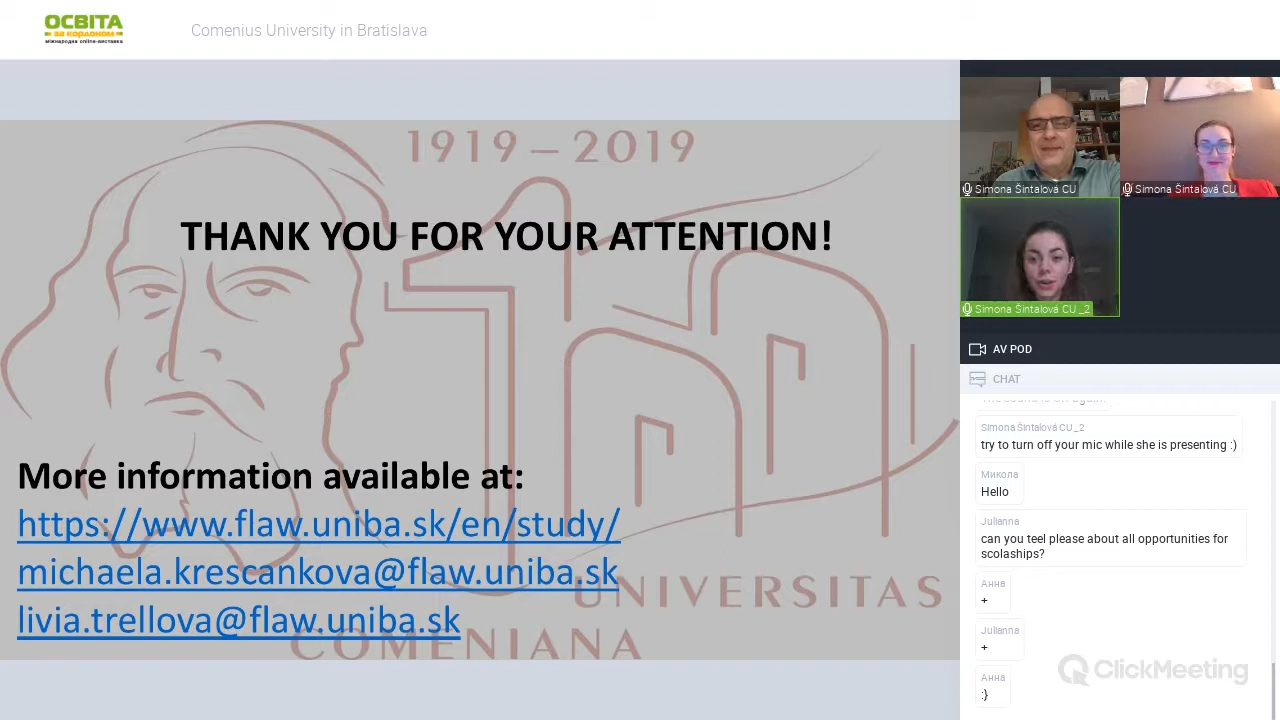 ОСВІТА
за кордоном
міжнародна online-виставка
Comenius University in Bratislava
1919 – 2019
THANK YOU FOR YOUR ATTENTION!
More information available at:
https://www.flaw.uniba.sk/en/study/
michaela.krescankova@flaw.uniba.sk
livia.trellova@flaw.uniba.sk
UNIVERSITAS
COMENIANA
Simona Šintalová CU
Simona Šintalová CU
Simona Šintalová CU_2
AV POD
CHAT
Simona Šintalová CU_2
try to turn off your mic while she is presenting :)
Микола
Hello
Julianna
can you teel please about all opportunities for
scolaships?
Анна
+
Julianna
+
Анна
:}
ClickMeeting